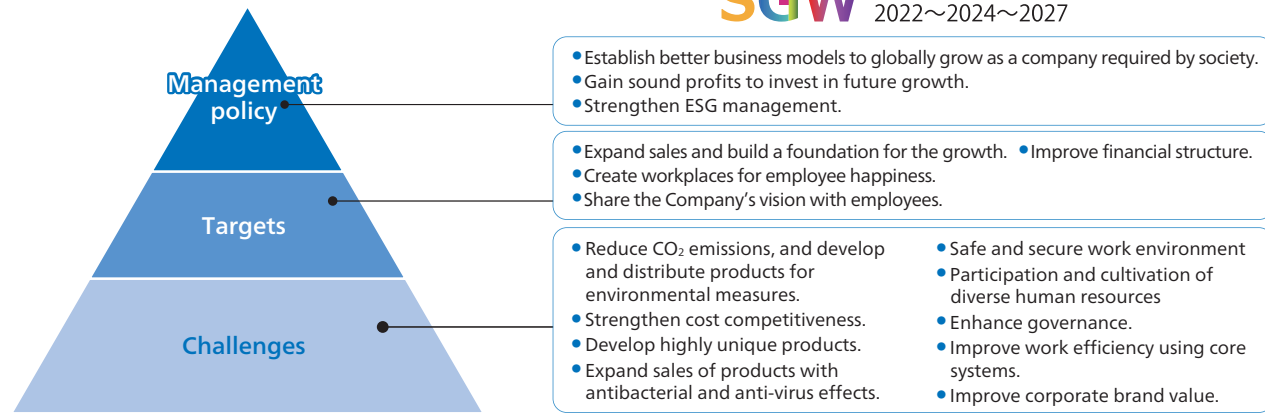 SGW 2022～2024～2027
Management
policy
•Establish better business models to globally grow as a company required by society.
•Gain sound profits to invest in future growth.
•Strengthen ESG management.
Targets
•Expand sales and build a foundation for the growth. •Improve financial structure.
•Create workplaces for employee happiness.
•Share the Company’s vision with employees.
Challenges
•Reduce CO₂ emissions, and develop
and distribute products for
environmental measures.
•Strengthen cost competitiveness.
•Develop highly unique products.
•Expand sales of products with
antibacterial and anti-virus effects.
•Safe and secure work environment
•Participation and cultivation of
diverse human resources
•Enhance governance.
•Improve work efficiency using core
systems.
•Improve corporate brand value.